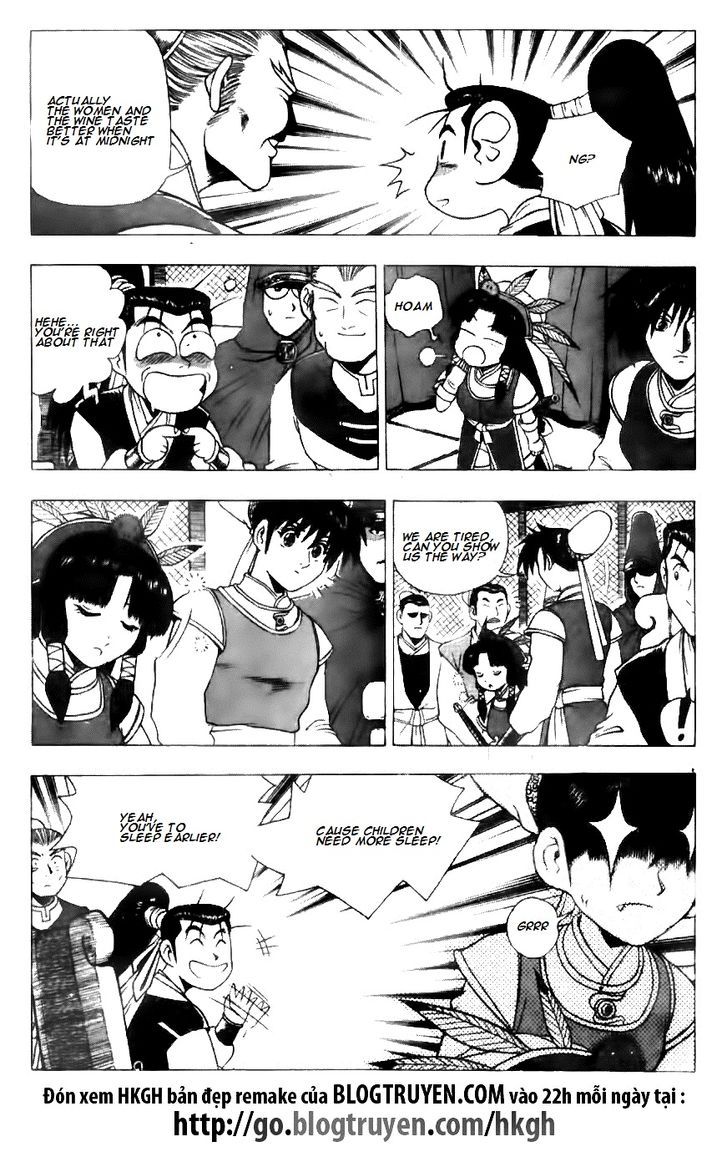 ACTUALLY
THE WOMEN AND
THE WINE TASTE
BETTER WHEN
IT'S AT MIDNIGHT
NG?
HEHE...
YOU'RE RIGHT
ABOUT THAT
HOAM
WE ARE TIRED,
CAN YOU SHOW
US THE WAY?
!
YEAH,
YOU'VE TO
SLEEP EARLIER!
CAUSE CHILDREN
NEED MORE SLEEP!
GRRR
Đón xem HKGH bản đẹp remake của BLOGTRUYEN.COM vào 22h mỗi ngày tại :
http://go.blogtruyen.com/hkgh